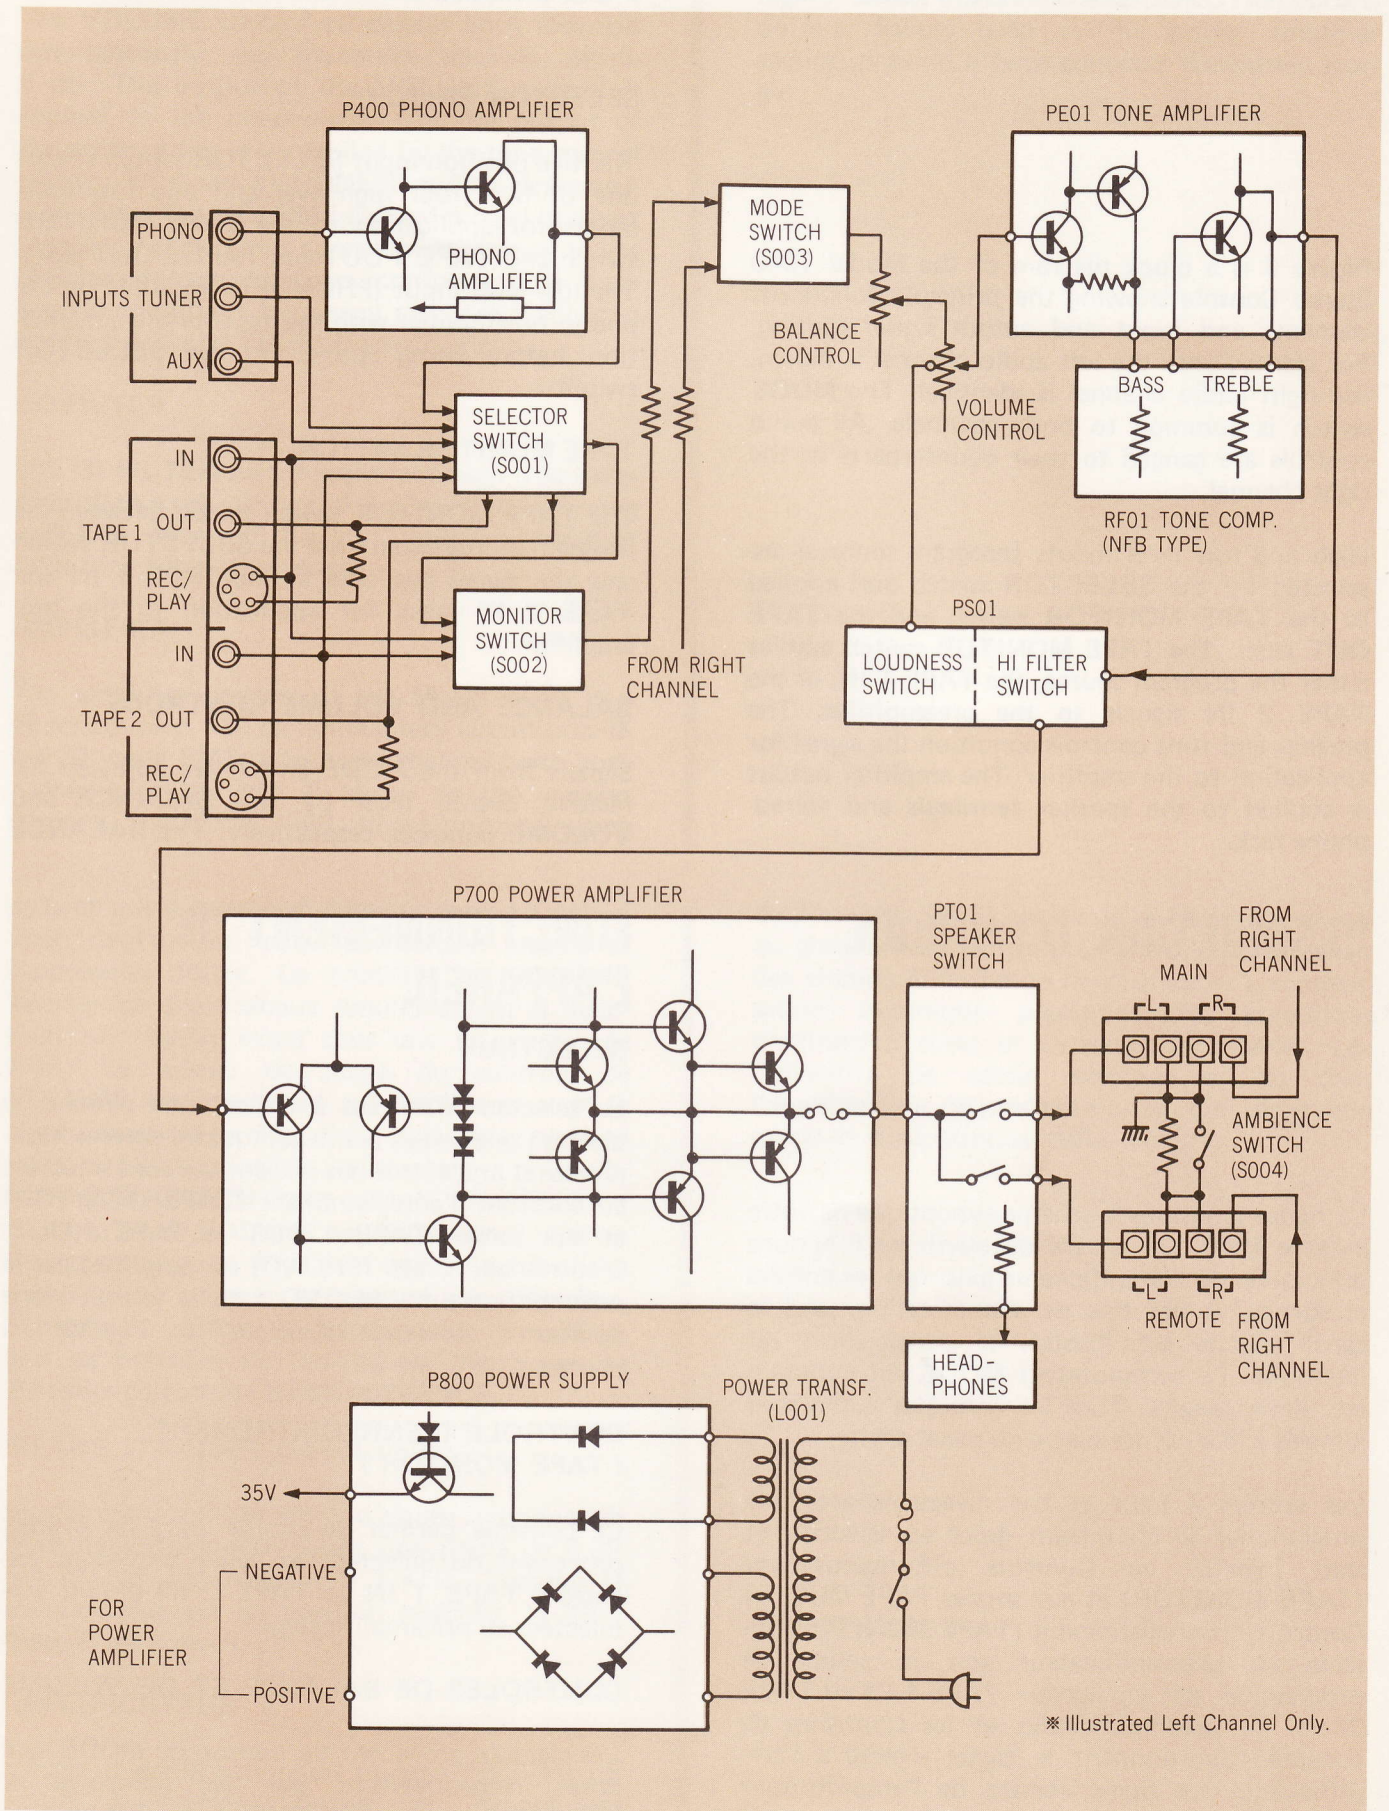 P400 PHONO AMPLIFIER
PHONO
AMPLIFIER
PHONO
INPUTS TUNER
AUX
MODE
SWITCH
(S003)
BALANCE
CONTROL
VOLUME
CONTROL
PE01 TONE AMPLIFIER
BASS
TREBLE
RF01 TONE COMP.
(NFB TYPE)
SELECTOR
SWITCH
(S001)
TAPE 1
IN
OUT
REC/
PLAY
MONITOR
SWITCH
(S002)
FROM RIGHT
CHANNEL
TAPE 2
IN
OUT
REC/
PLAY
PS01
LOUDNESS
SWITCH
HI FILTER
SWITCH
P700 POWER AMPLIFIER
PT01
SPEAKER
SWITCH
FROM
RIGHT
CHANNEL
MAIN
L
R
AMBIENCE
SWITCH
(S004)
L
R
REMOTE
FROM
RIGHT
CHANNEL
HEAD-
PHONES
P800 POWER SUPPLY
POWER TRANSF.
(L001)
35V
NEGATIVE
FOR
POWER
AMPLIFIER
POSITIVE
※ Illustrated Left Channel Only.